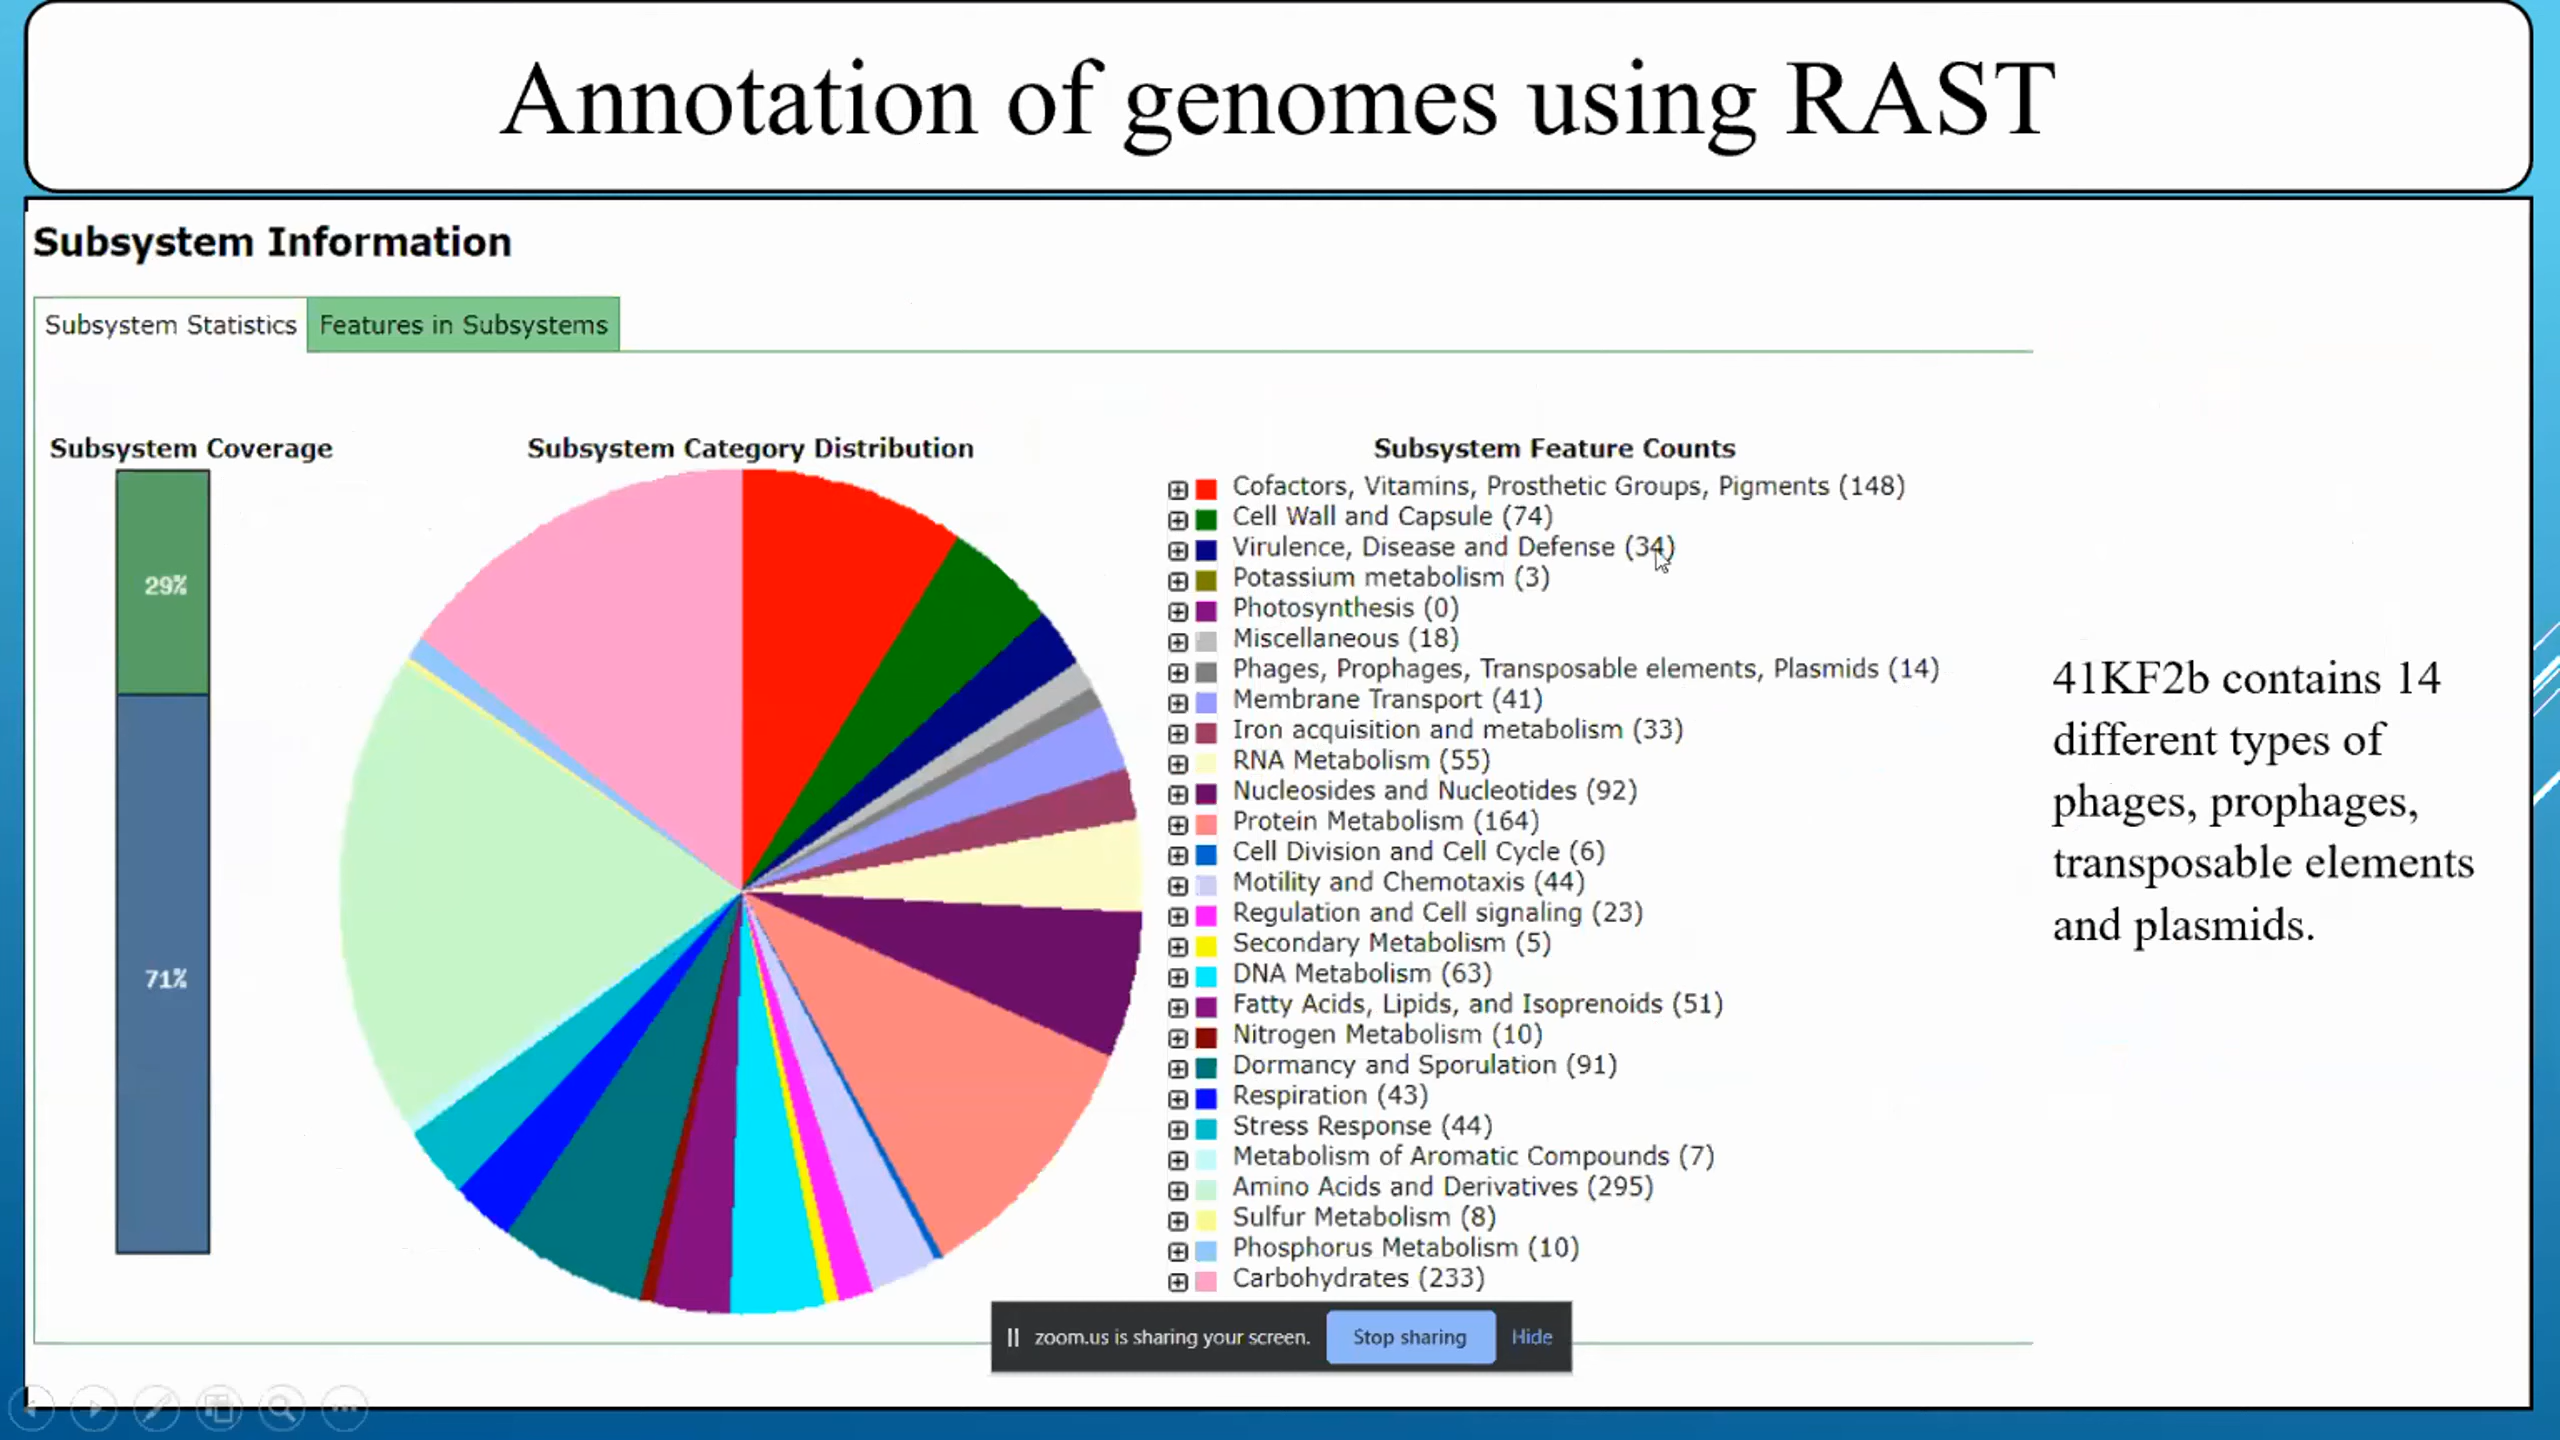 Annotation of genomes using RAST
Subsystem Information
Subsystem Statistics
Features in Subsystems
Subsystem Coverage
29%
71%
Subsystem Category Distribution
Subsystem Feature Counts
Cofactors, Vitamins, Prosthetic Groups, Pigments (148)
Cell Wall and Capsule (74)
Virulence, Disease and Defense (34)
Potassium metabolism (3)
Photosynthesis (0)
Miscellaneous (18)
Phages, Prophages, Transposable elements, Plasmids (14)
Membrane Transport (41)
Iron acquisition and metabolism (33)
RNA Metabolism (55)
Nucleosides and Nucleotides (92)
Protein Metabolism (164)
Cell Division and Cell Cycle (6)
Motility and Chemotaxis (44)
Regulation and Cell signaling (23)
Secondary Metabolism (5)
DNA Metabolism (63)
Fatty Acids, Lipids, and Isoprenoids (51)
Nitrogen Metabolism (10)
Dormancy and Sporulation (91)
Respiration (43)
Stress Response (44)
Metabolism of Aromatic Compounds (7)
Amino Acids and Derivatives (295)
Sulfur Metabolism (8)
Phosphorus Metabolism (10)
Carbohydrates (233)
41KF2b contains 14
different types of
phages, prophages,
transposable elements
and plasmids.
zoom.us is sharing your screen.
Stop sharing
Hide